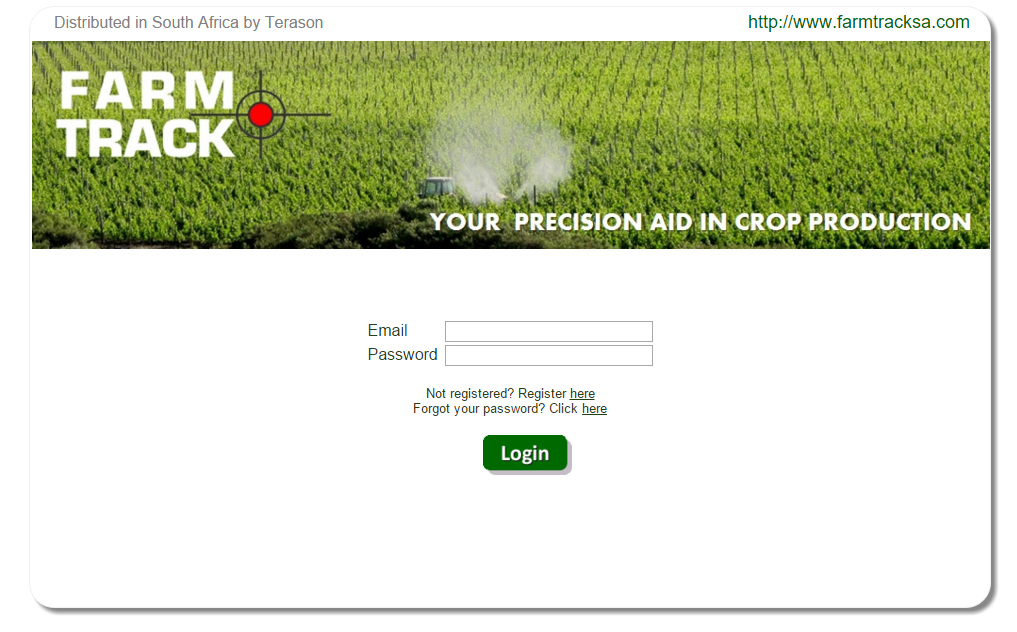 Distributed in South Africa by Terason
http://www.farmtracksa.com
FARM
TRACK
YOUR PRECISION AID IN CROP PRODUCTION
Email
Password
Not registered? Register here
Forgot your password? Click here
Login